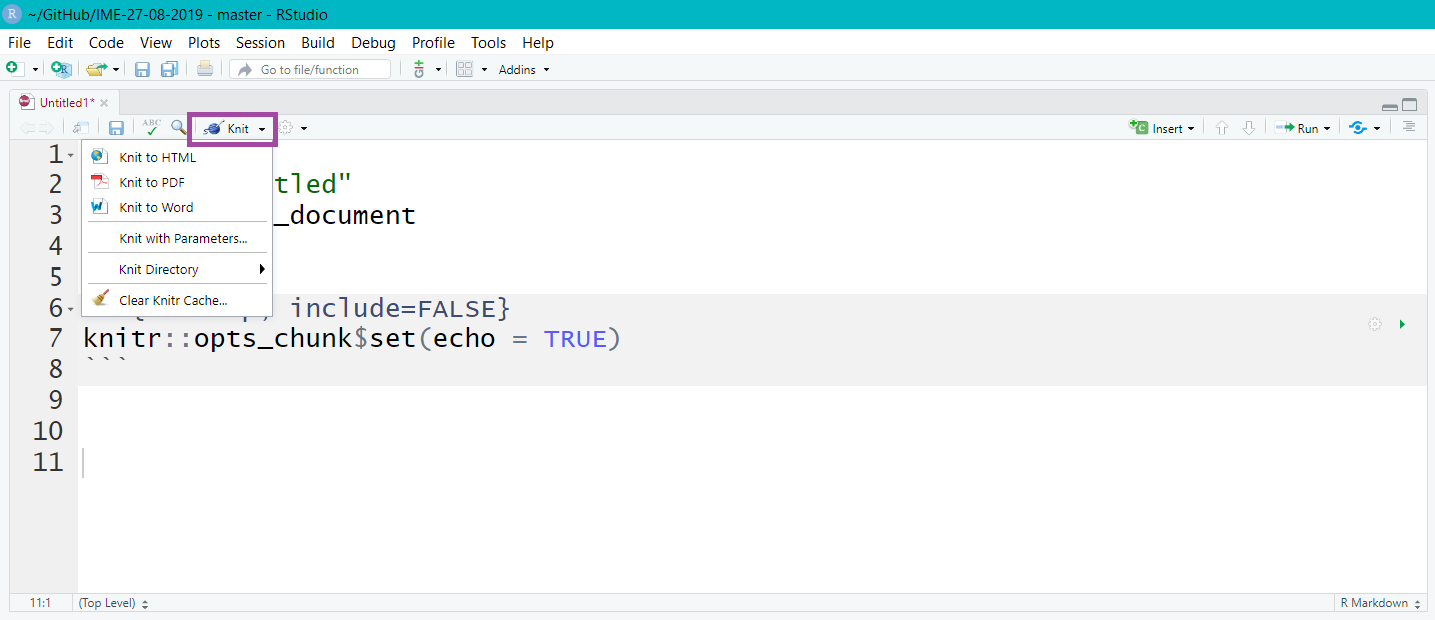 R ~/GitHub/IME-27-08-2019 - master - RStudio
File Edit Code View Plots Session Build Debug Profile Tools Help
Go to file/function Addins
Untitled1*
ABC Knit Insert Run
Knit to HTML
Knit to PDF
Knit to Word
Knit with Parameters...
Knit Directory
Clear Knitr Cache...
1
2 tled"
3 _document
4
5
6 include=FALSE}
7 knitr::opts_chunk$set(echo = TRUE)
8 ```
9
10
11
11:1 (Top Level) R Markdown